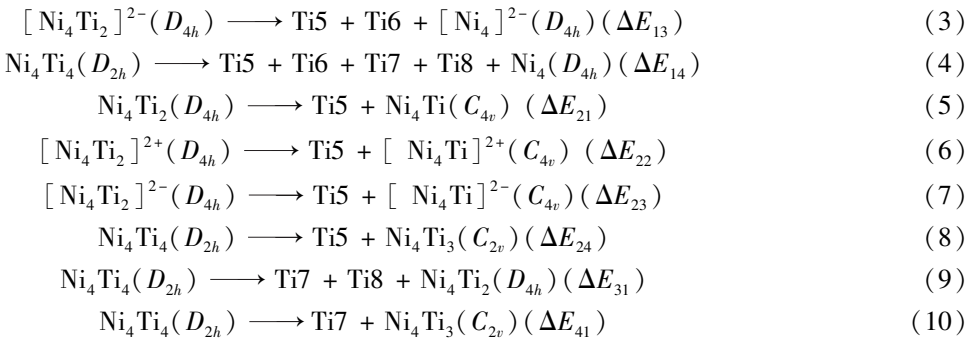 [Ni₄Ti₂]²⁻(D₄ₕ) ⟶ Ti5 + Ti6 + [Ni₄]²⁻(D₄ₕ)(ΔE₁₃) (3)
Ni₄Ti₄(D₂ₕ) ⟶ Ti5 + Ti6 + Ti7 + Ti8 + Ni₄(D₄ₕ)(ΔE₁₄) (4)
Ni₄Ti₂(D₄ₕ) ⟶ Ti5 + Ni₄Ti(C₄ᵥ) (ΔE₂₁) (5)
[Ni₄Ti₂]²⁺(D₄ₕ) ⟶ Ti5 + [ Ni₄Ti]²⁺(C₄ᵥ) (ΔE₂₂) (6)
[Ni₄Ti₂]²⁻(D₄ₕ) ⟶ Ti5 + [ Ni₄Ti]²⁻(C₄ᵥ)(ΔE₂₃) (7)
Ni₄Ti₄(D₂ₕ) ⟶ Ti5 + Ni₄Ti₃(C₂ᵥ)(ΔE₂₄) (8)
Ni₄Ti₄(D₂ₕ) ⟶ Ti7 + Ti8 + Ni₄Ti₂(D₄ₕ)(ΔE₃₁) (9)
Ni₄Ti₄(D₂ₕ) ⟶ Ti7 + Ni₄Ti₃(C₂ᵥ)(ΔE₄₁) (10)